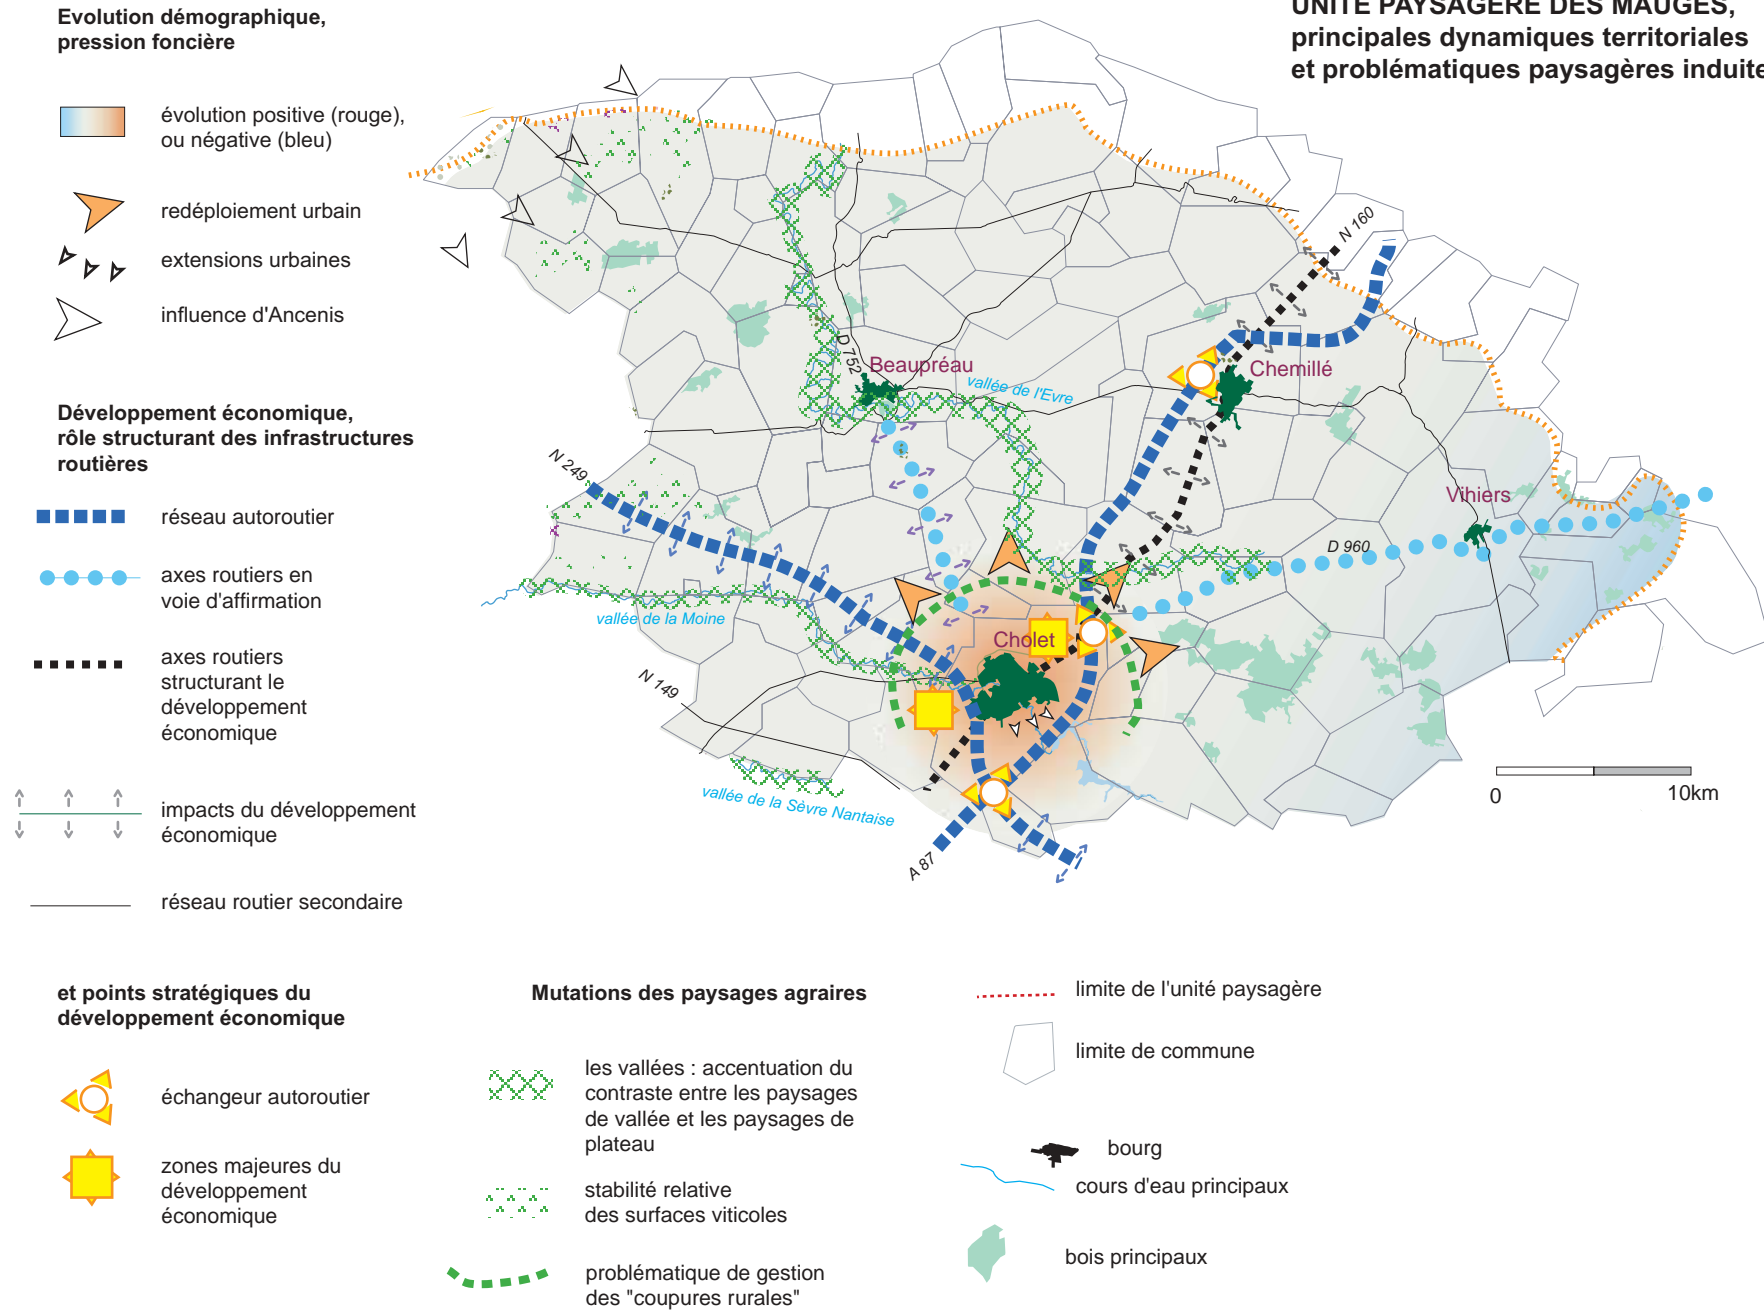 UNITE PAYSAGERE DES MAUGES,
principales dynamiques territoriales
et problématiques paysagères induite
Evolution démographique,
pression foncière
évolution positive (rouge),
ou négative (bleu)
redéploiement urbain
extensions urbaines
influence d'Ancenis
Développement économique,
rôle structurant des infrastructures
routières
réseau autoroutier
axes routiers en
voie d'affirmation
axes routiers
structurant le
développement
économique
impacts du développement
économique
réseau routier secondaire
N 160
D 752
Beaupréau
vallée de l'Evre
Chemillé
N 249
Vihiers
D 960
vallée de la Moine
Cholet
N 149
vallée de la Sèvre Nantaise
A 87
0
10km
et points stratégiques du
développement économique
échangeur autoroutier
zones majeures du
développement
économique
Mutations des paysages agraires
les vallées : accentuation du
contraste entre les paysages
de vallée et les paysages de
plateau
stabilité relative
des surfaces viticoles
problématique de gestion
des "coupures rurales"
limite de l'unité paysagère
limite de commune
bourg
cours d'eau principaux
bois principaux